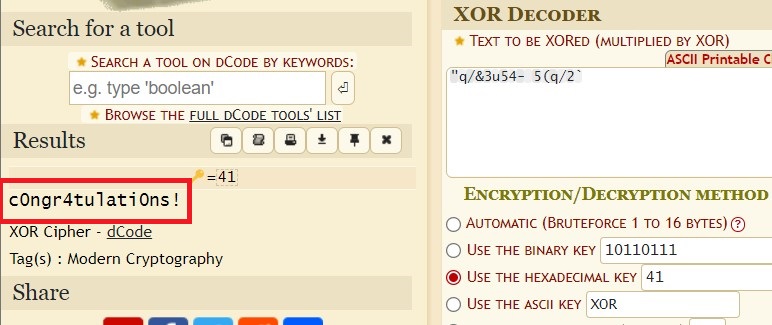 Search for a tool
★ SEARCH A TOOL ON DCODE BY KEYWORDS:
e.g. type 'boolean'
★ BROWSE THE FULL DCODE TOOLS' LIST
Results
=41
c0ngr4tulati0ns!
XOR Cipher - dCode
Tag(s) : Modern Cryptography
Share
XOR DECODER
★ TEXT TO BE XORED (MULTIPLIED BY XOR)
ASCII Printable
"q/&3u54- 5(q/2`
ENCRYPTION/DECRYPTION METHOD
AUTOMATIC (BRUTEFORCE 1 TO 16 BYTES) ?
USE THE BINARY KEY 10110111
USE THE HEXADECIMAL KEY 41
USE THE ASCII KEY XOR